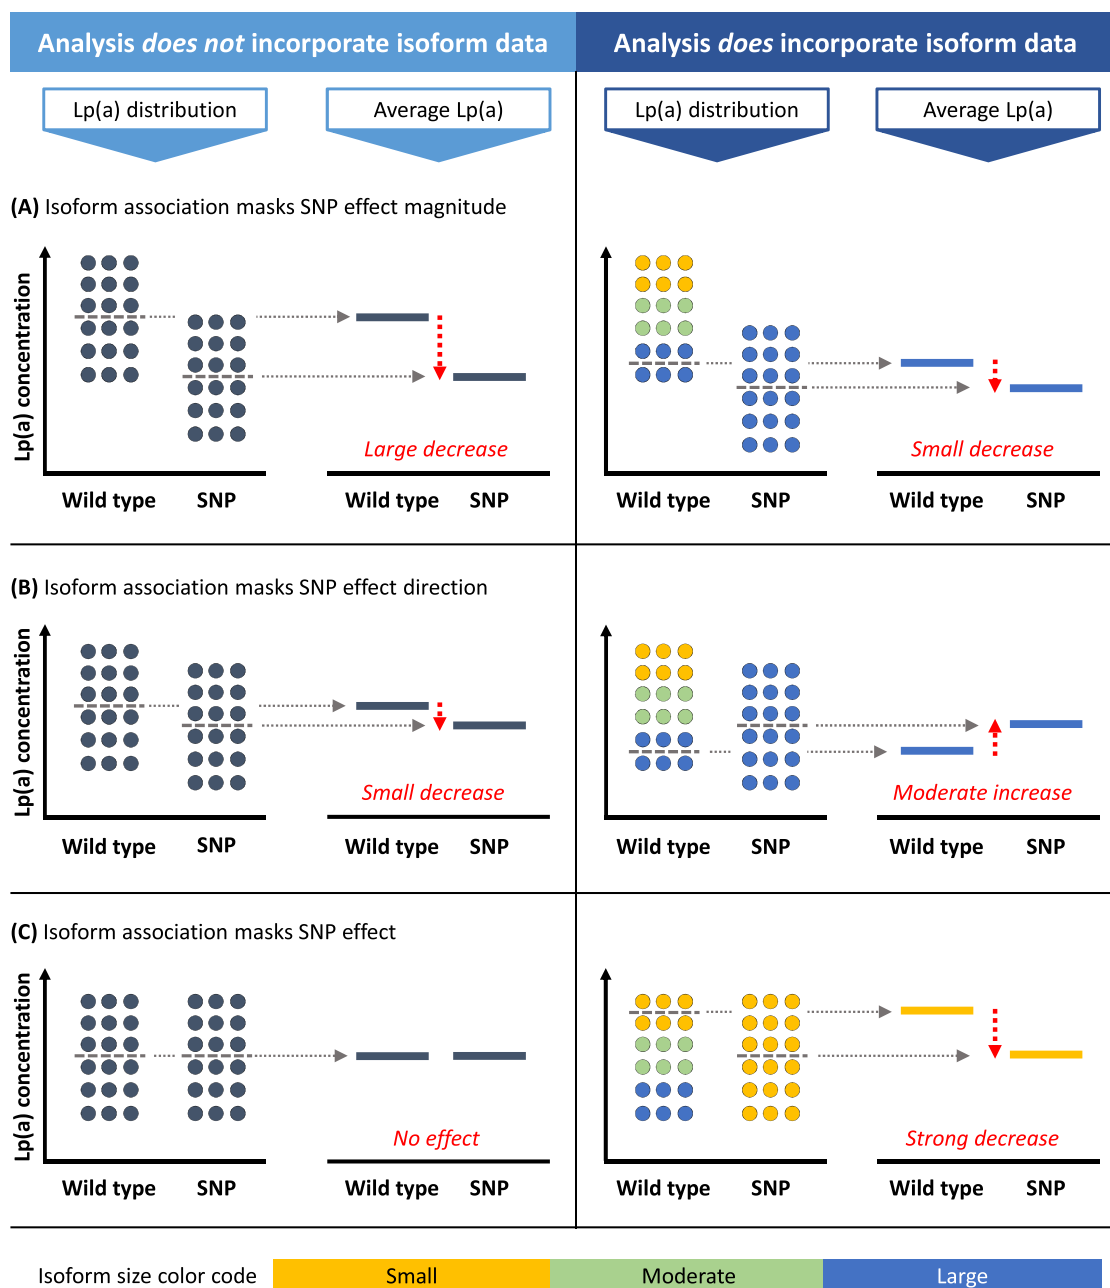 Analysis does not incorporate isoform data
Analysis does incorporate isoform data
Lp(a) distribution
Average Lp(a)
Lp(a) distribution
Average Lp(a)
(A) Isoform association masks SNP effect magnitude
Lp(a) concentration
Large decrease
Small decrease
Wild type
SNP
Wild type
SNP
Wild type
SNP
Wild type
SNP
(B) Isoform association masks SNP effect direction
Lp(a) concentration
Small decrease
Moderate increase
Wild type
SNP
Wild type
SNP
Wild type
SNP
Wild type
SNP
(C) Isoform association masks SNP effect
Lp(a) concentration
No effect
Strong decrease
Wild type
SNP
Wild type
SNP
Wild type
SNP
Wild type
SNP
Isoform size color code
Small
Moderate
Large